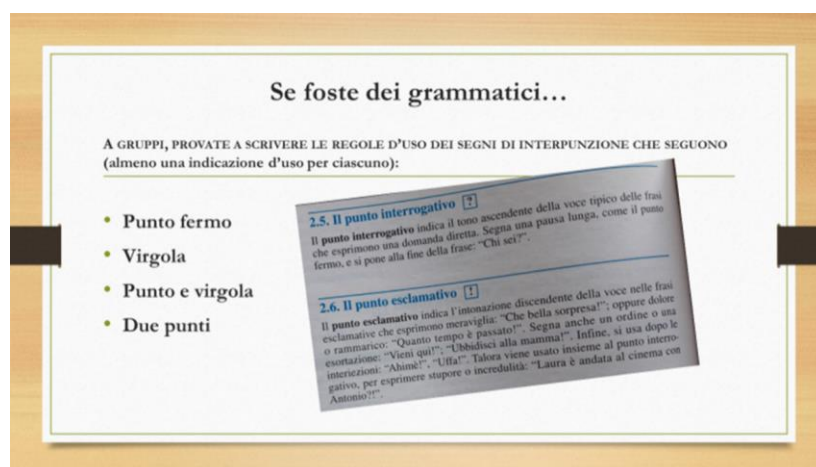 Se foste dei grammatici…
A GRUPPI, PROVATE A SCRIVERE LE REGOLE D'USO DEI SEGNI DI INTERPUNZIONE CHE SEGUONO
(almeno una indicazione d'uso per ciascuno):
• Punto fermo
• Virgola
• Punto e virgola
• Due punti
2.5. Il punto interrogativo ?
Il punto interrogativo indica il tono ascendente della voce tipico delle frasi
che esprimono una domanda diretta. Segna una pausa lunga, come il punto
fermo, e si pone alla fine della frase: “Chi sei?”.
2.6. Il punto esclamativo !
Il punto esclamativo indica l'intonazione discendente della voce nelle frasi
esclamative che esprimono meraviglia: “Che bella sorpresa!”; oppure dolore
o rammarico: “Quanto tempo è passato!”. Segna anche un ordine o una
esortazione: “Vieni qui!”; “Ubbidisci alla mamma!”. Infine, si usa dopo le
interiezioni: “Ahimè!”, “Uffa!”. Talora viene usato insieme al punto interro-
gativo, per esprimere stupore o incredulità: “Laura è andata al cinema con
Antonio?!”.